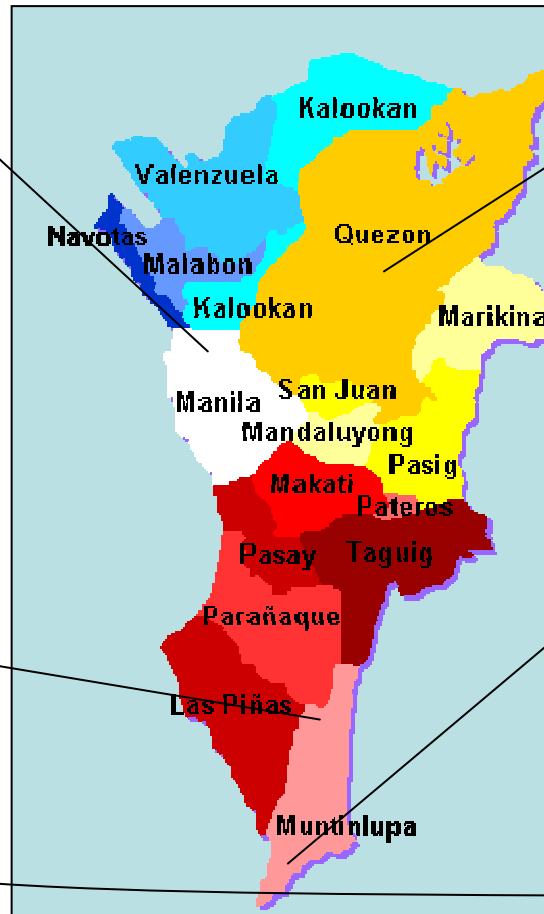 Kalookan
Valenzuela
Navotas
Quezon
Malabon
Kalookan
Marikina
San Juan
Manila
Mandaluyong
Pasig
Makati
Pateros
Pasay
Taguig
Parañaque
Las Piñas
Muntinlupa